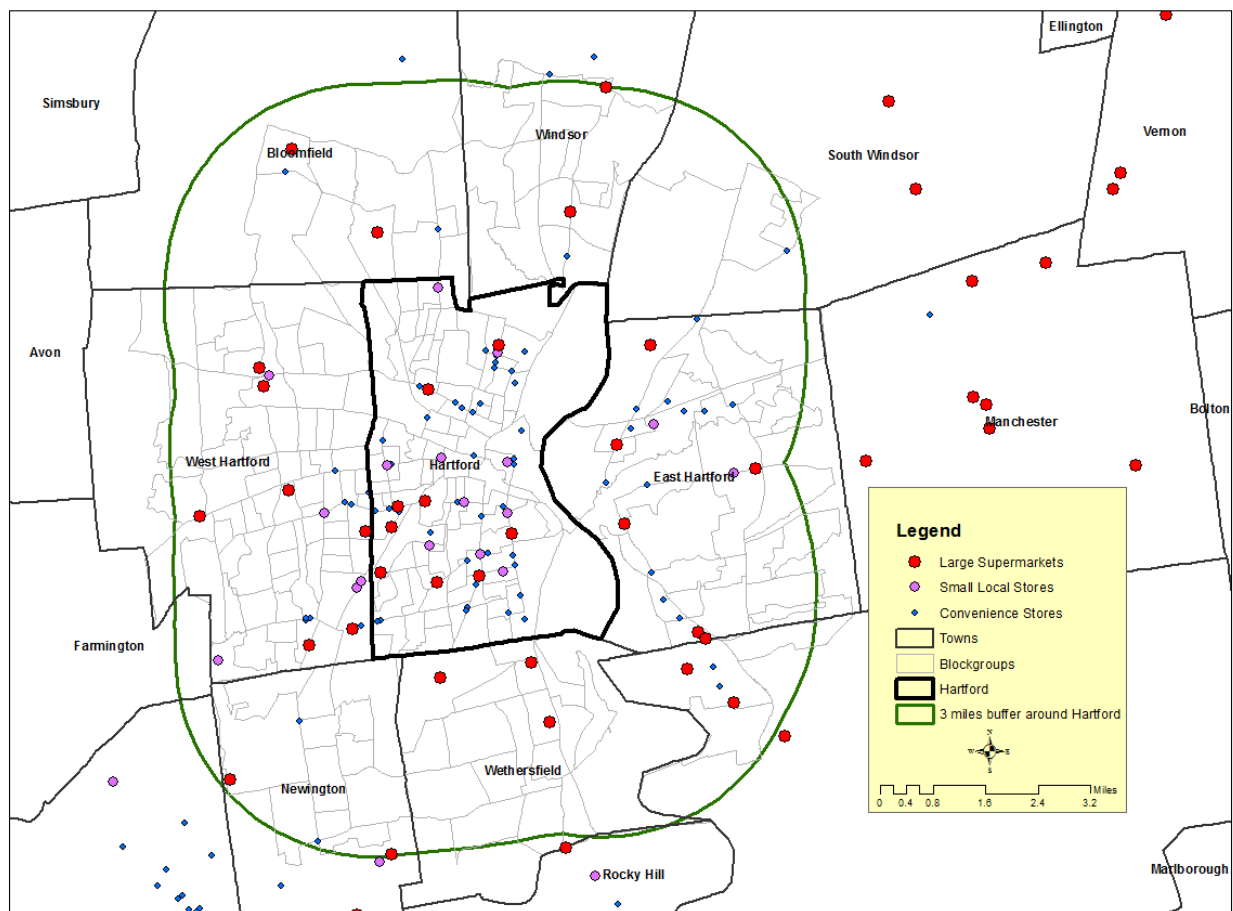 Ellington
Simsbury
Vernon
Windsor
Bloomfield
South Windsor
Avon
Bolton
Manchester
West Hartford
Hartford
East Hartford
Legend
Large Supermarkets
Small Local Stores
Convenience Stores
Towns
Blockgroups
Hartford
3 miles buffer around Hartford
N
W E
S
Miles
0 0.4 0.8 1.6 2.4 3.2
Farmington
Wethersfield
Newington
Rocky Hill
Marlborough